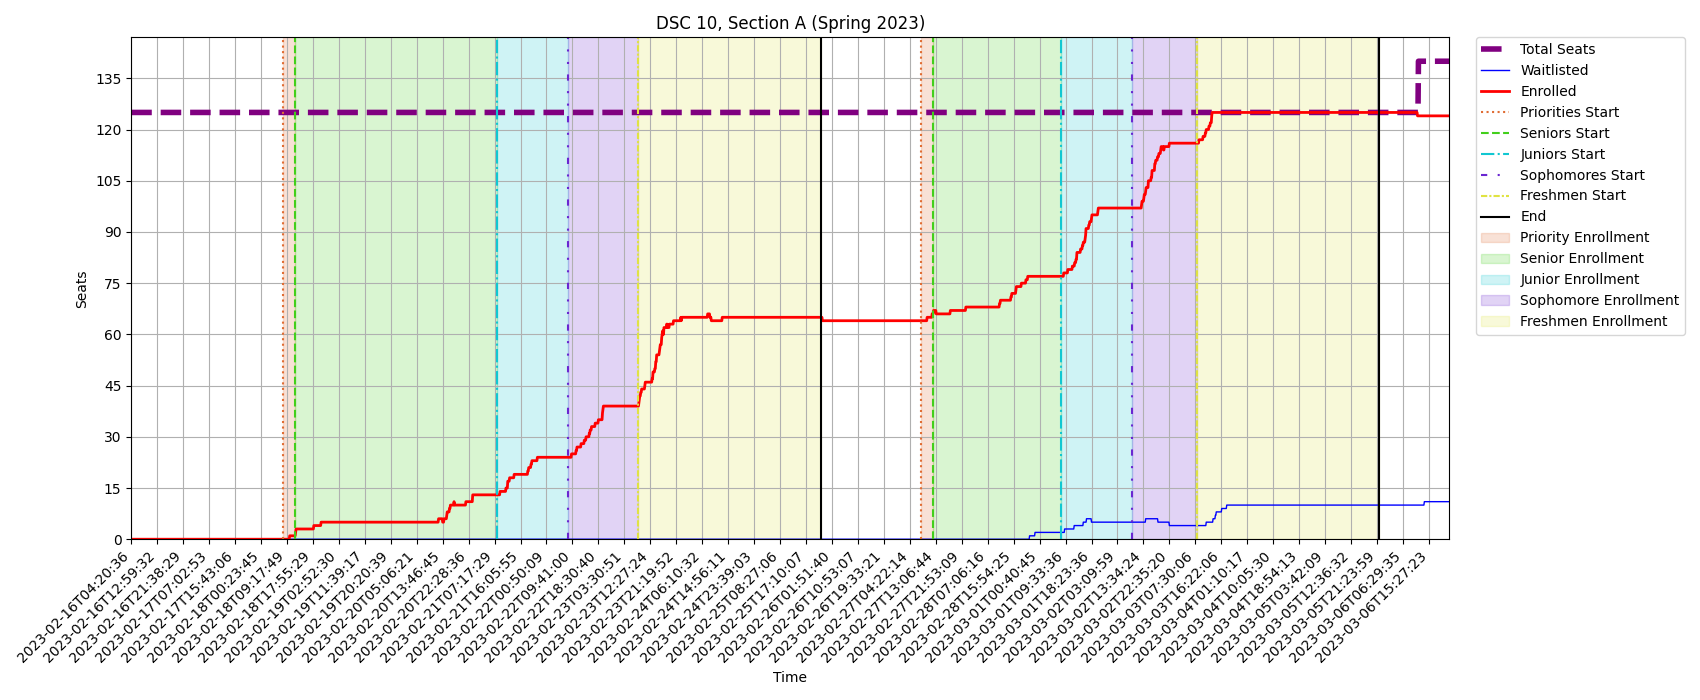 DSC 10, Section A (Spring 2023)
Seats
135
120
105
90
75
60
45
30
15
0
2023-02-16T04:20:36
2023-02-16T12:59:32
2023-02-16T21:38:29
2023-02-17T07:02:53
2023-02-17T15:43:06
2023-02-18T00:23:45
2023-02-18T09:17:49
2023-02-18T17:55:29
2023-02-19T02:52:30
2023-02-19T11:39:17
2023-02-19T20:20:39
2023-02-20T05:06:21
2023-02-20T13:46:45
2023-02-20T22:28:36
2023-02-21T07:17:29
2023-02-21T16:05:55
2023-02-22T00:50:09
2023-02-22T09:41:00
2023-02-22T18:30:40
2023-02-23T03:30:51
2023-02-23T12:27:24
2023-02-23T21:19:52
2023-02-24T06:10:32
2023-02-24T14:56:11
2023-02-24T23:39:03
2023-02-25T08:27:06
2023-02-25T17:10:07
2023-02-26T01:51:40
2023-02-26T10:53:07
2023-02-26T19:33:21
2023-02-27T04:22:14
2023-02-27T13:06:44
2023-02-27T21:53:09
2023-02-28T07:06:16
2023-02-28T15:54:25
2023-03-01T00:40:45
2023-03-01T09:33:36
2023-03-01T18:23:36
2023-03-02T03:09:59
2023-03-02T13:34:24
2023-03-02T22:35:20
2023-03-03T07:30:06
2023-03-03T16:22:06
2023-03-04T01:10:17
2023-03-04T10:05:30
2023-03-04T18:54:13
2023-03-05T03:42:09
2023-03-05T12:36:32
2023-03-05T21:23:59
2023-03-06T06:29:35
2023-03-06T15:27:23
Time
Total Seats
Waitlisted
Enrolled
Priorities Start
Seniors Start
Juniors Start
Sophomores Start
Freshmen Start
End
Priority Enrollment
Senior Enrollment
Junior Enrollment
Sophomore Enrollment
Freshmen Enrollment